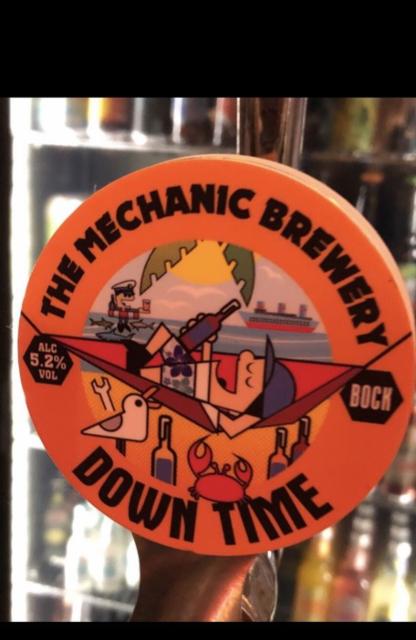 THE MECHANIC BREWERY
ALC
5.2%
VOL
BOCK
DOWN TIME